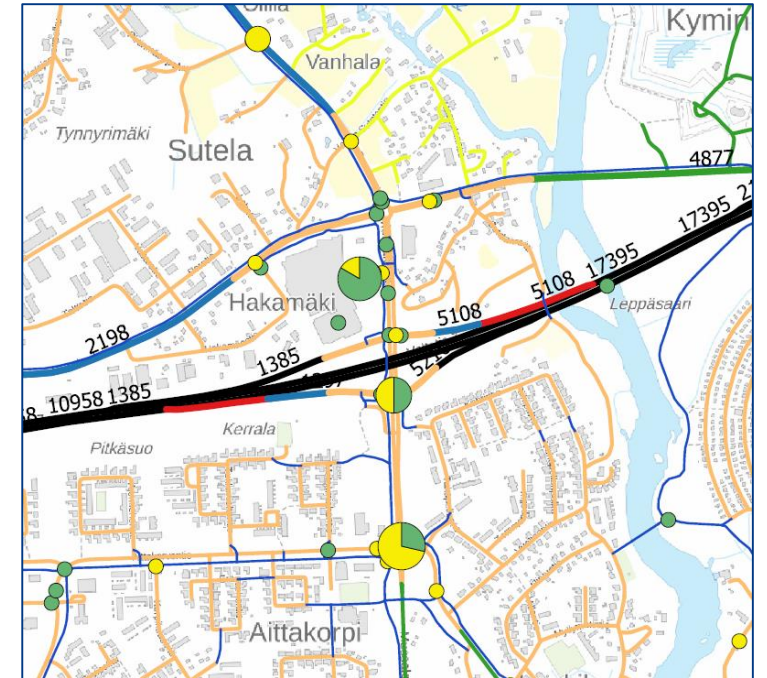 Kymin
Vanhala
Tynnyrimäki
Sutela
4877
17395
17395
5108
Leppäsaari
Hakamäki
5108
2198
1385
10958 1385
Kerrala
Pitkäsuo
Aittakorpi